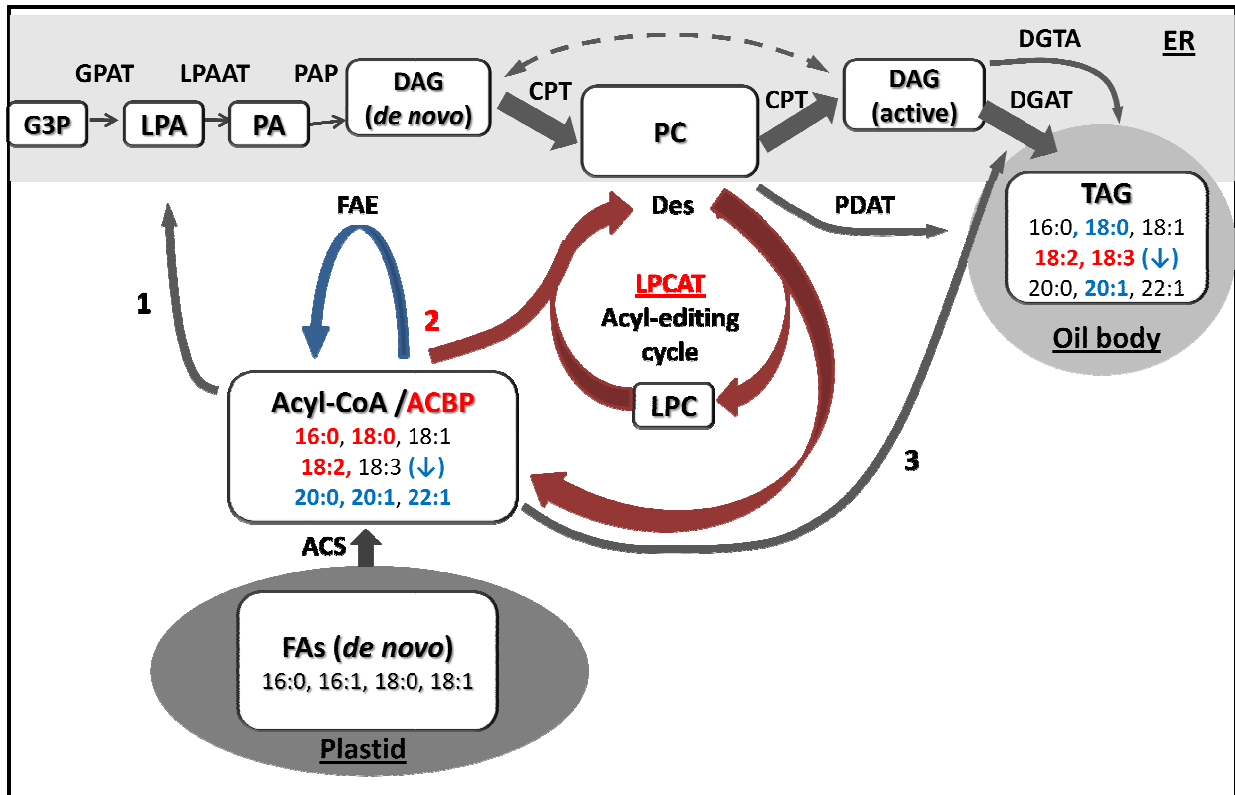 DGTA
ER
GPAT
LPAAT
PAP
DAG
(de novo)
CPT
CPT
DAG
(active)
DGAT
G3P
LPA
PA
PC
FAE
Des
PDAT
TAG
16:0, 18:0, 18:1
18:2, 18:3 (↓)
20:0, 20:1, 22:1
Oil body
1
2
LPCAT
Acyl-editing
cycle
LPC
3
Acyl-CoA /ACBP
16:0, 18:0, 18:1
18:2, 18:3 (↓)
20:0, 20:1, 22:1
ACS
FAs (de novo)
16:0, 16:1, 18:0, 18:1
Plastid